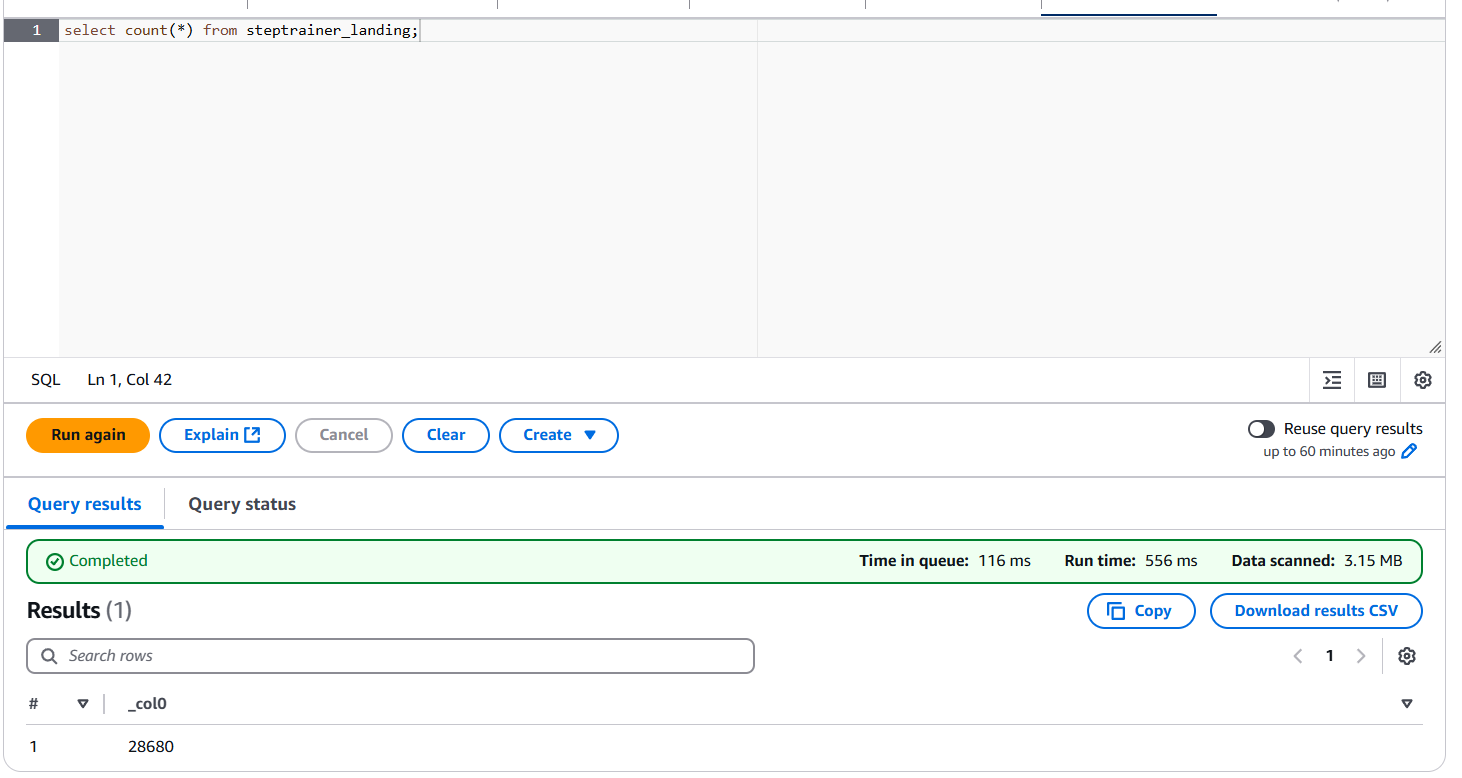 1 select count(*) from steptrainer_landing;
SQL Ln 1, Col 42
Run again Explain Cancel Clear Create Reuse query results
up to 60 minutes ago
Query results Query status
Completed Time in queue: 116 ms Run time: 556 ms Data scanned: 3.15 MB
Results (1) Copy Download results CSV
Search rows 1
# _col0
1 28680